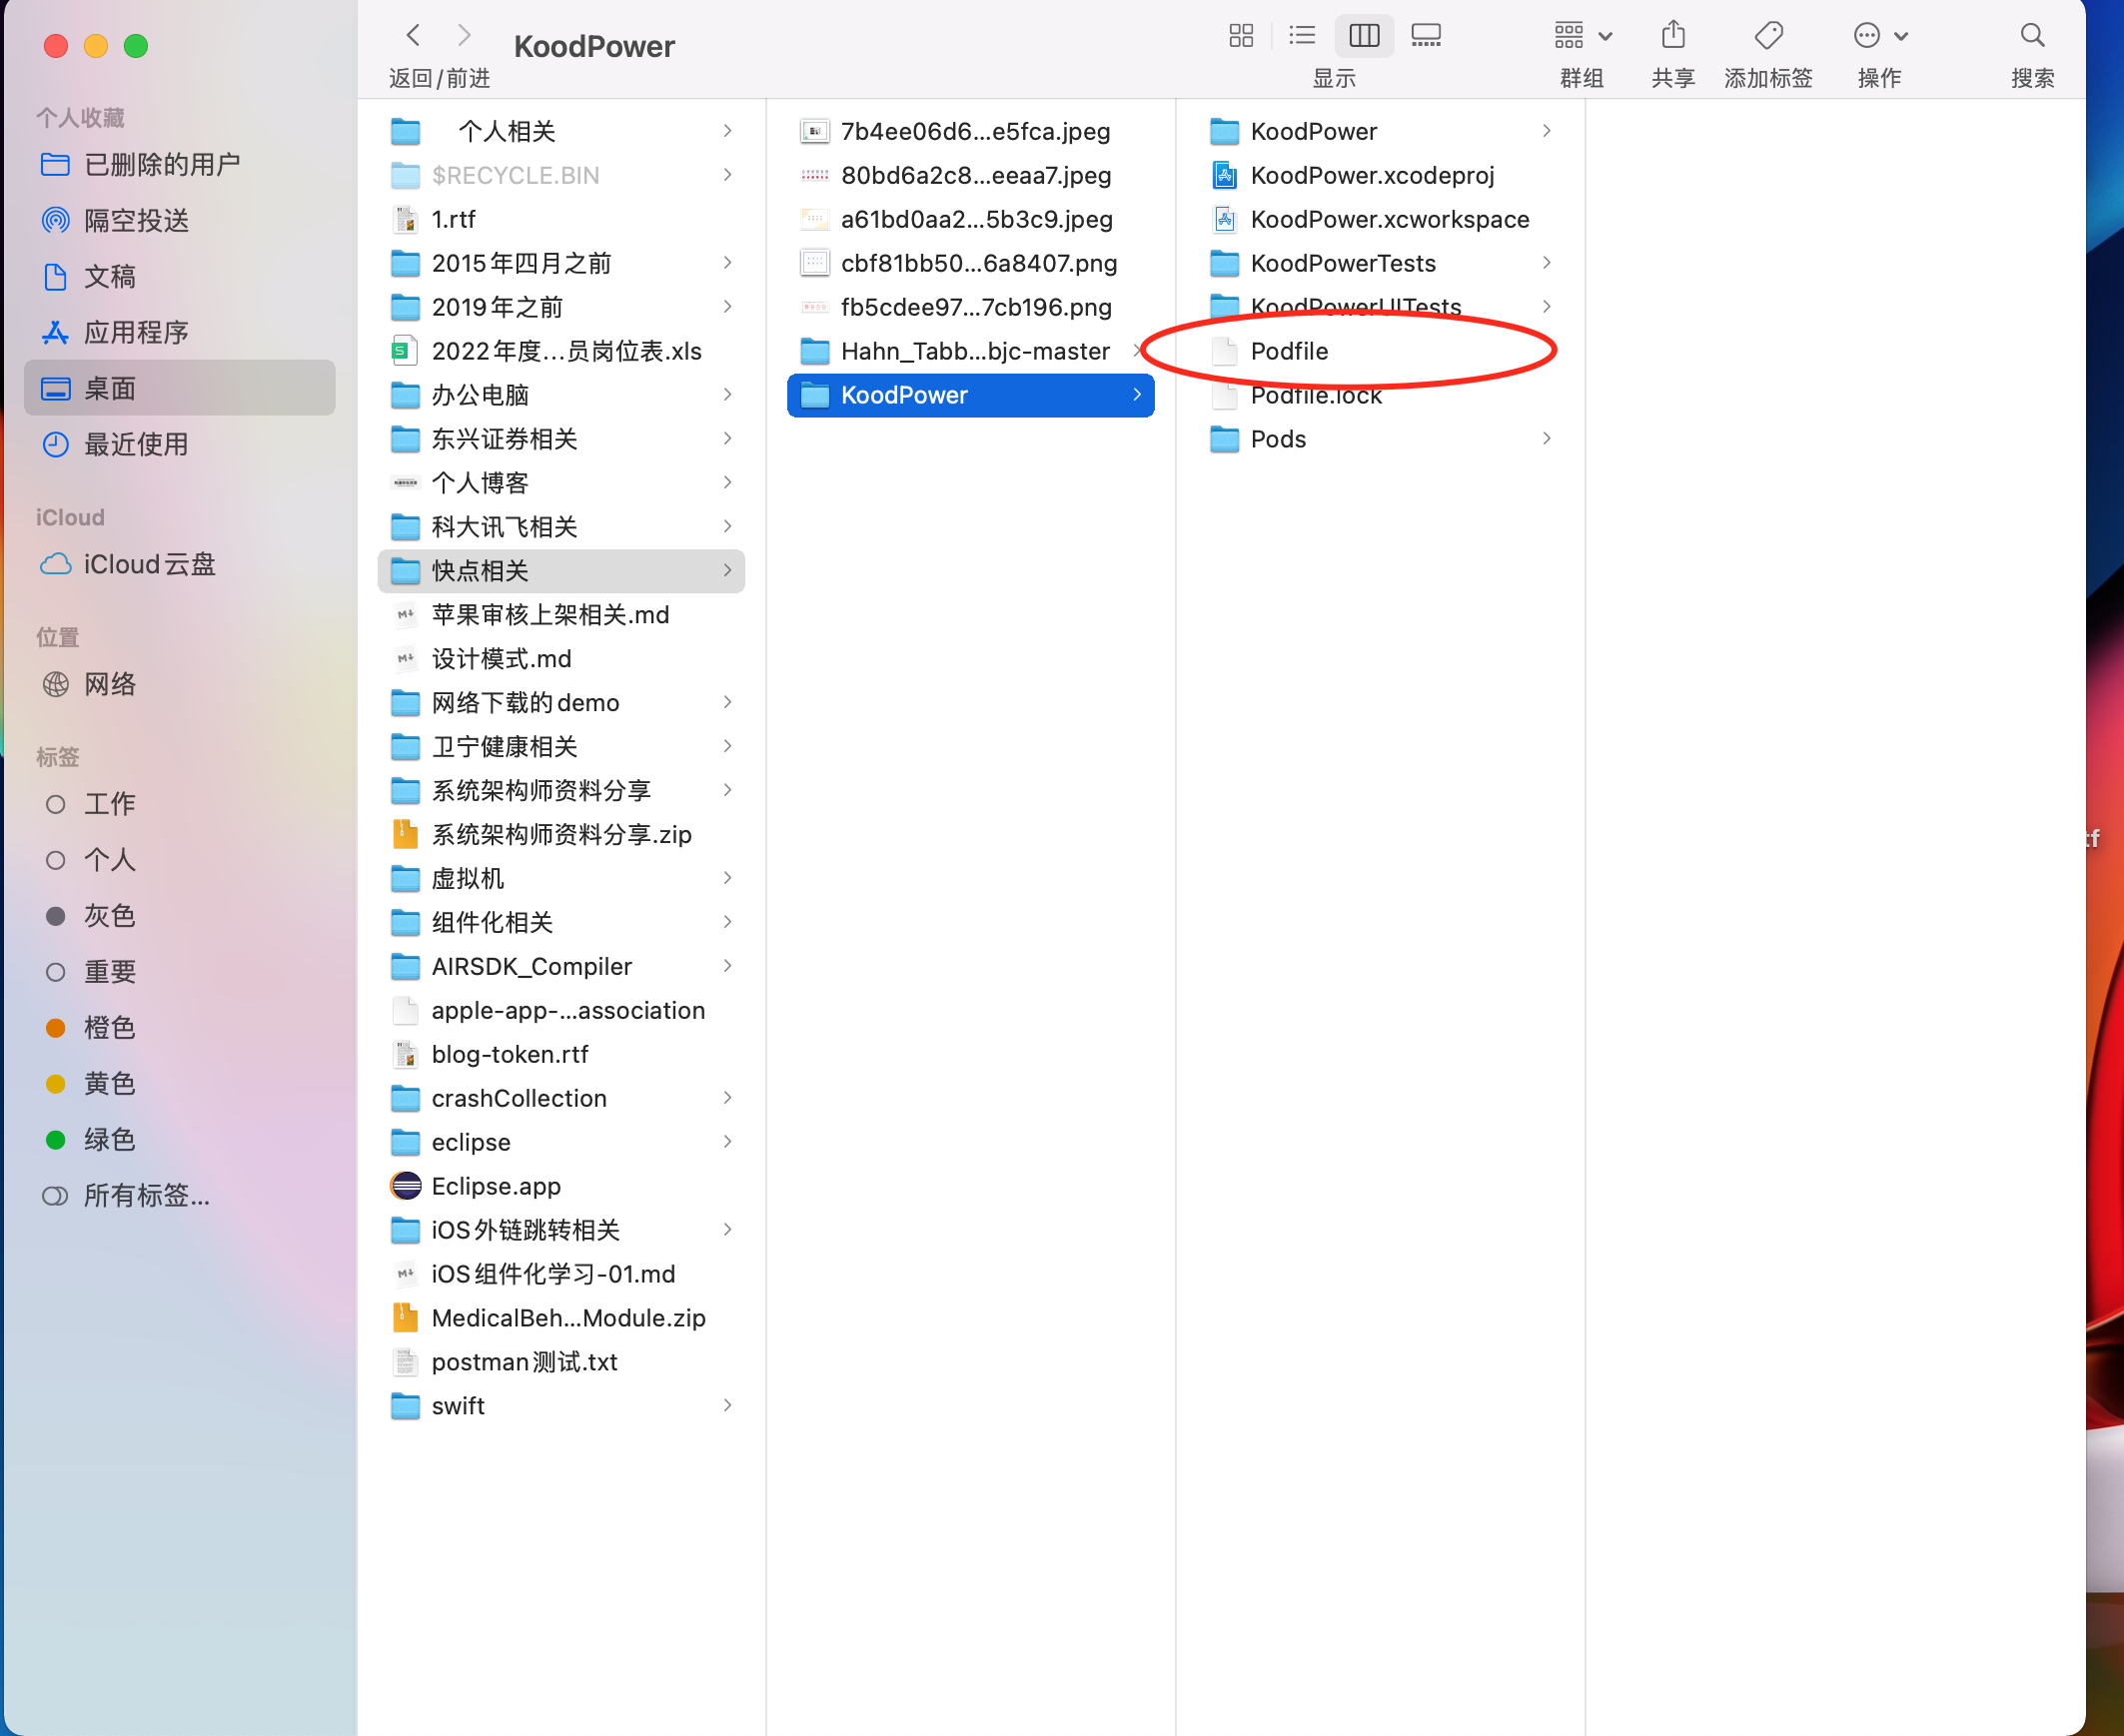 KoodPower
返回/前进
显示
群组
共享
添加标签
操作
搜索
个人收藏
已删除的用户
隔空投送
文稿
应用程序
桌面
最近使用
iCloud
iCloud云盘
位置
网络
标签
工作
个人
灰色
重要
橙色
黄色
绿色
所有标签...
个人相关
$RECYCLE.BIN
1.rtf
2015年四月之前
2019年之前
2022年度...员岗位表.xls
办公电脑
东兴证券相关
个人博客
科大讯飞相关
快点相关
苹果审核上架相关.md
设计模式.md
网络下载的demo
卫宁健康相关
系统架构师资料分享
系统架构师资料分享.zip
虚拟机
组件化相关
AIRSDK_Compiler
apple-app-...association
blog-token.rtf
crashCollection
eclipse
Eclipse.app
iOS外链跳转相关
iOS组件化学习-01.md
MedicalBeh...Module.zip
postman测试.txt
swift
7b4ee06d6...e5fca.jpeg
80bd6a2c8...eeaa7.jpeg
a61bd0aa2...5b3c9.jpeg
cbf81bb50...6a8407.png
fb5cdee97...7cb196.png
Hahn_Tabb...bjc-master
KoodPower
KoodPower
KoodPower.xcodeproj
KoodPower.xcworkspace
KoodPowerTests
KoodPowerUITests
Podfile
Podfile.lock
Pods
tf